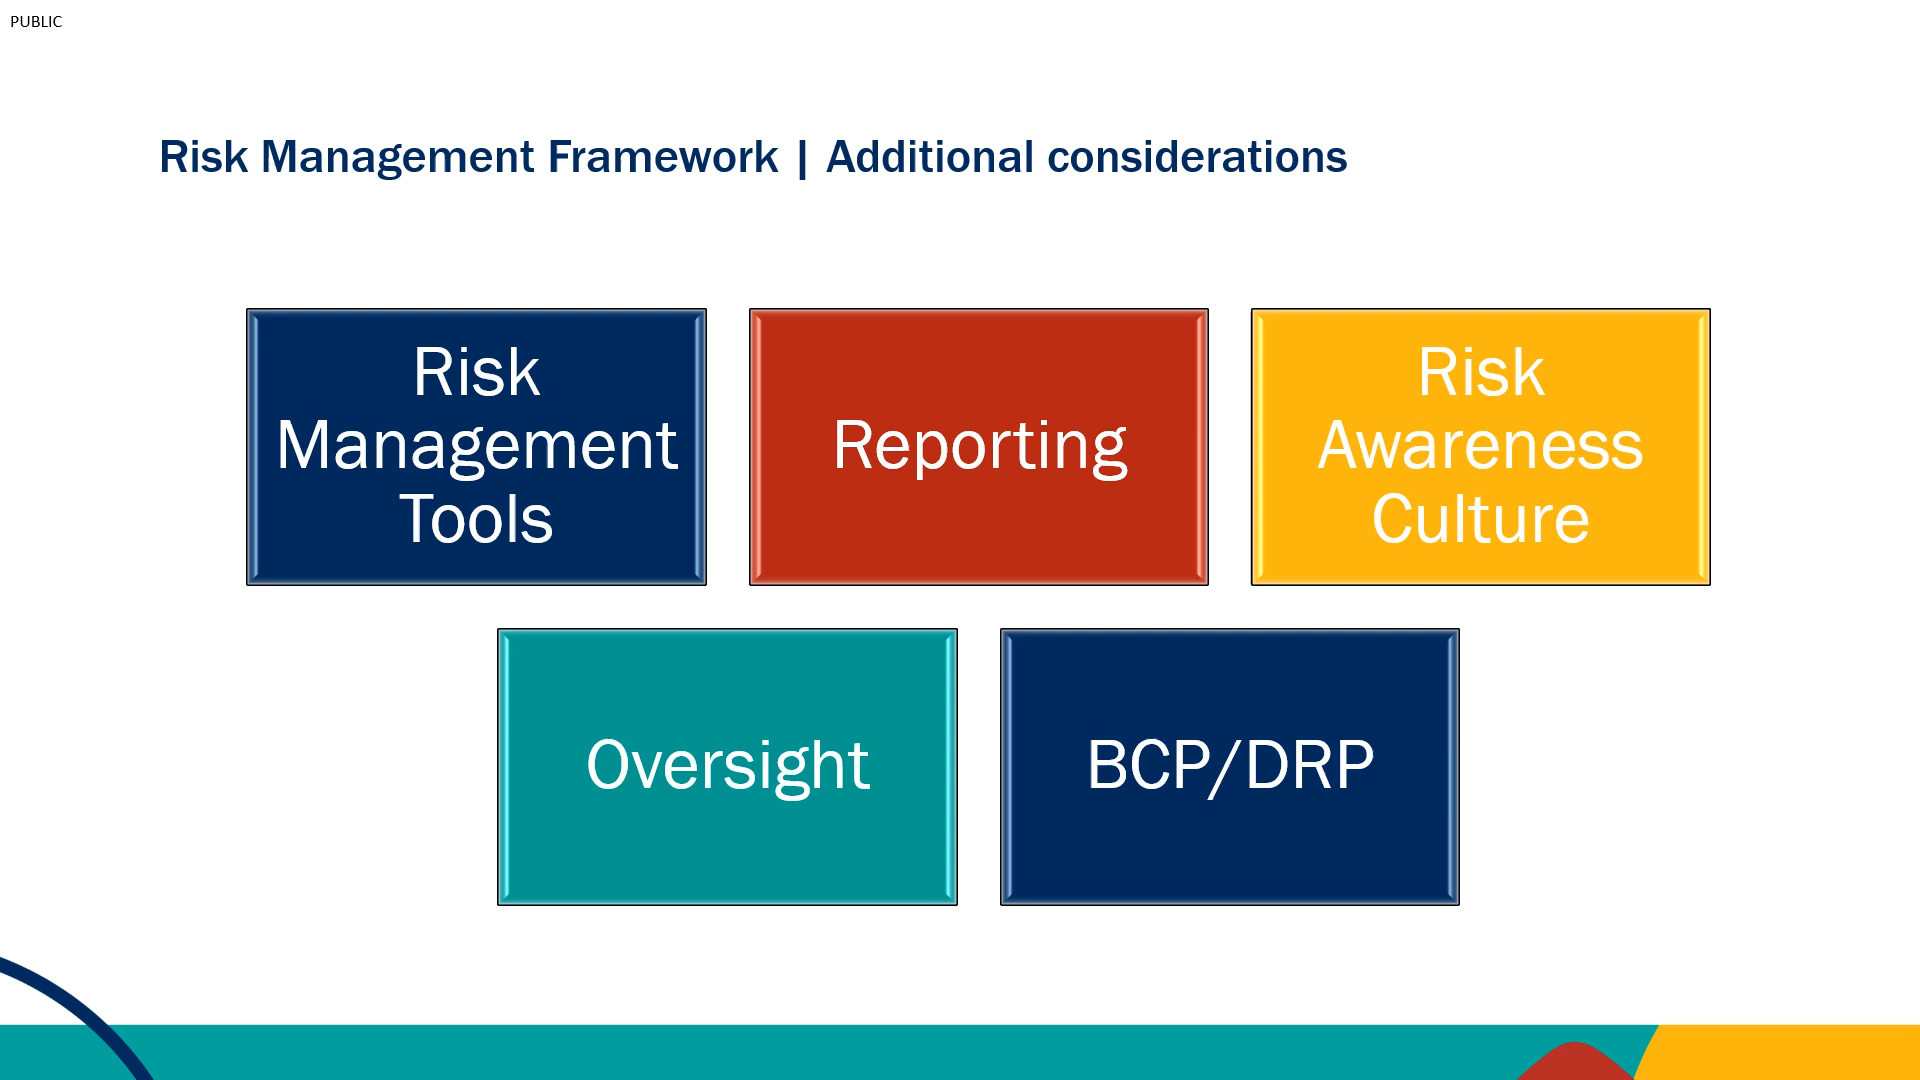 PUBLIC
Risk Management Framework | Additional considerations
Risk
Management
Tools
Reporting
Risk
Awareness
Culture
Oversight
BCP/DRP